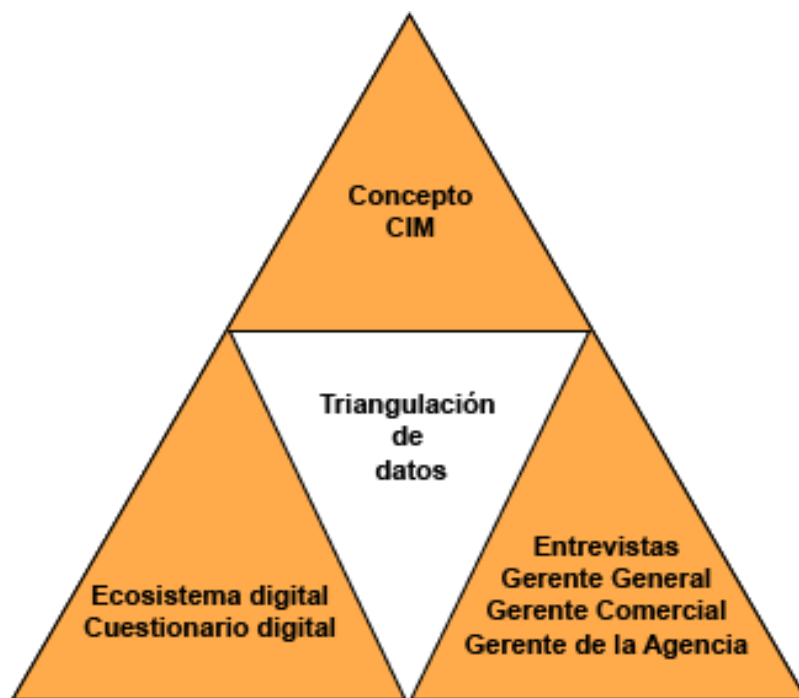 Concepto
CIM
Triangulación
de
datos
Ecosistema digital
Cuestionario digital
Entrevistas
Gerente General
Gerente Comercial
Gerente de la Agencia